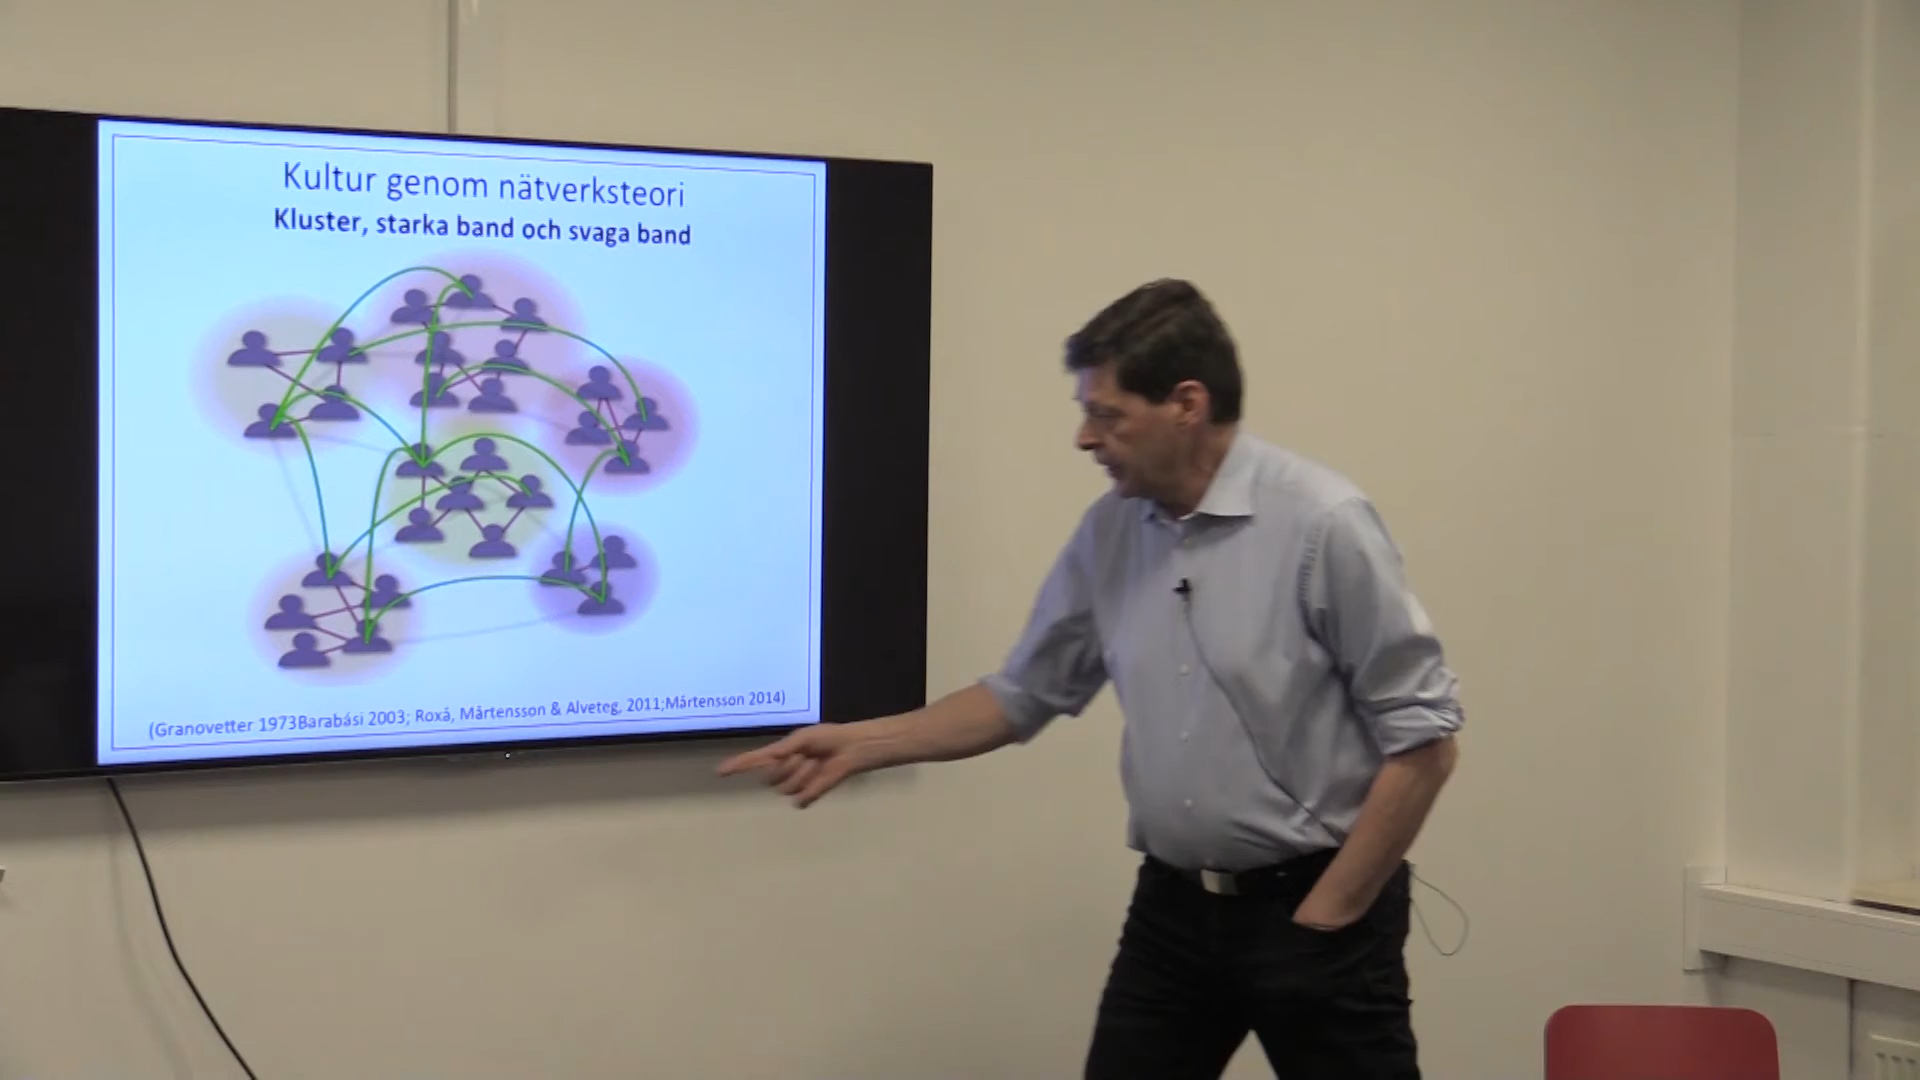 Kultur genom nätverksteori
Kluster, starka band och svaga band
(Granovetter 1973Barabási 2003; Roxå, Mårtensson & Alveteg, 2011;Mårtensson 2014)